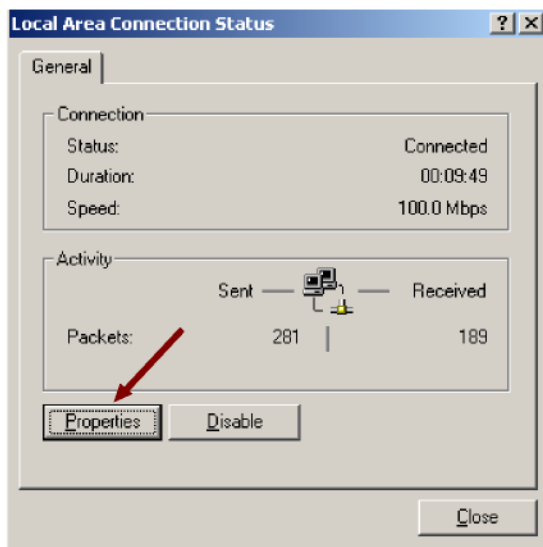 Local Area Connection Status
General
Connection
Status: Connected
Duration: 00:09:49
Speed: 100.0 Mbps
Activity
Sent Received
Packets: 281 189
Properties Disable
Close